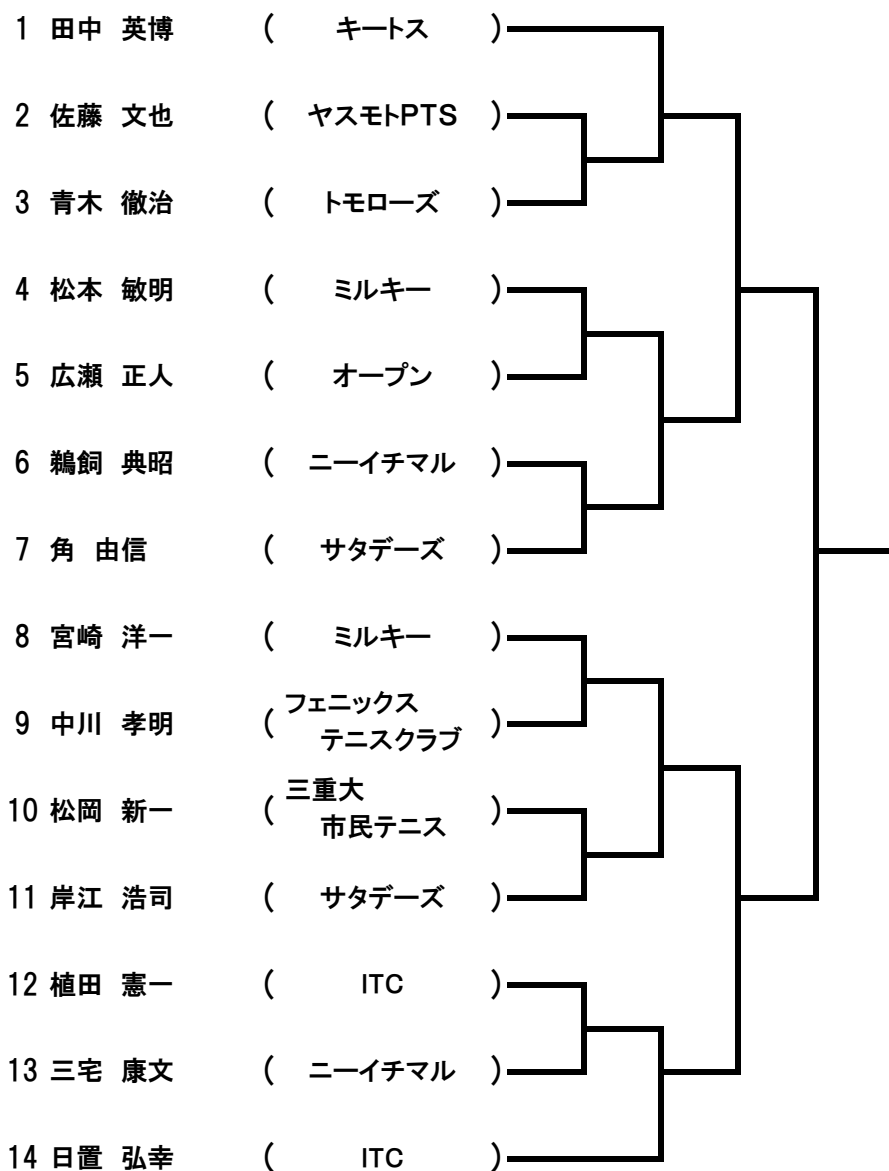 1 田中 英博 ( キートス )
2 佐藤 文也 ( ヤスモトPTS )
3 青木 徹治 ( トモローズ )
4 松本 敏明 ( ミルキー )
5 広瀬 正人 ( オープン )
6 鵜飼 典昭 ( ニーイチマル )
7 角 由信 ( サタデーズ )
8 宮崎 洋一 ( ミルキー )
9 中川 孝明 ( フェニックス
テニスクラブ )
10 松岡 新一 ( 三重大
市民テニス )
11 岸江 浩司 ( サタデーズ )
12 植田 憲一 ( ITC )
13 三宅 康文 ( ニーイチマル )
14 日置 弘幸 ( ITC )